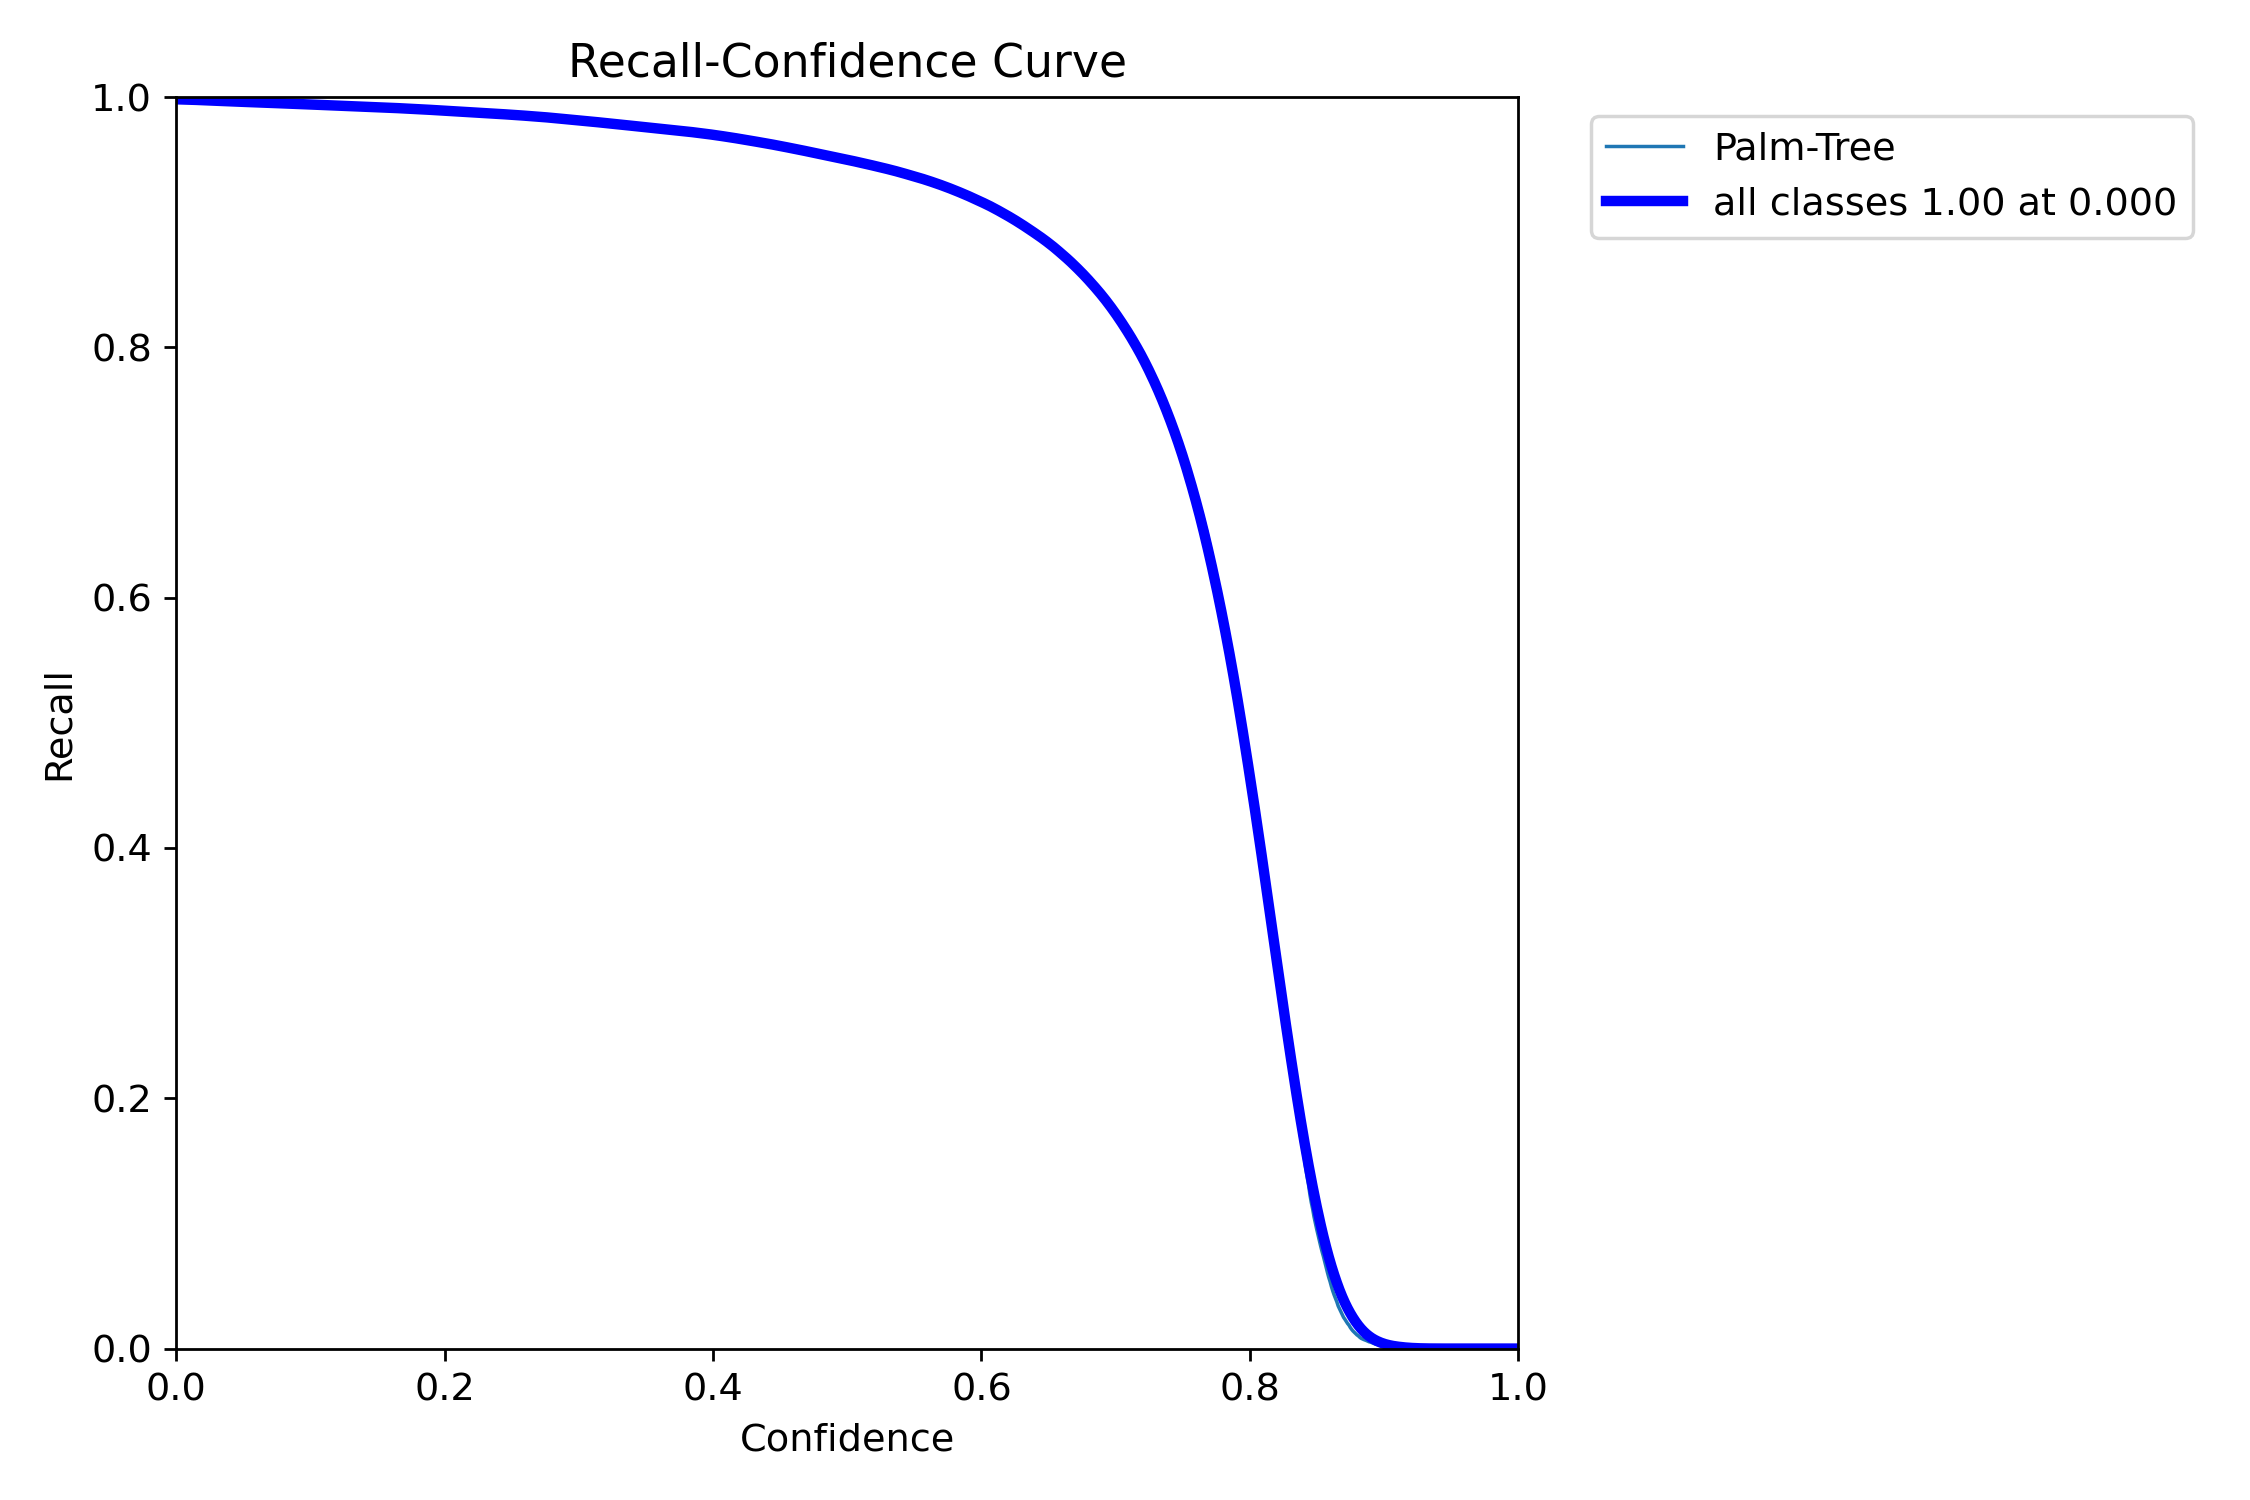 Recall-Confidence Curve
1.0
0.8
0.6
0.4
0.2
0.0
Recall
0.0 0.2 0.4 0.6 0.8 1.0
Confidence
Palm-Tree
all classes 1.00 at 0.000